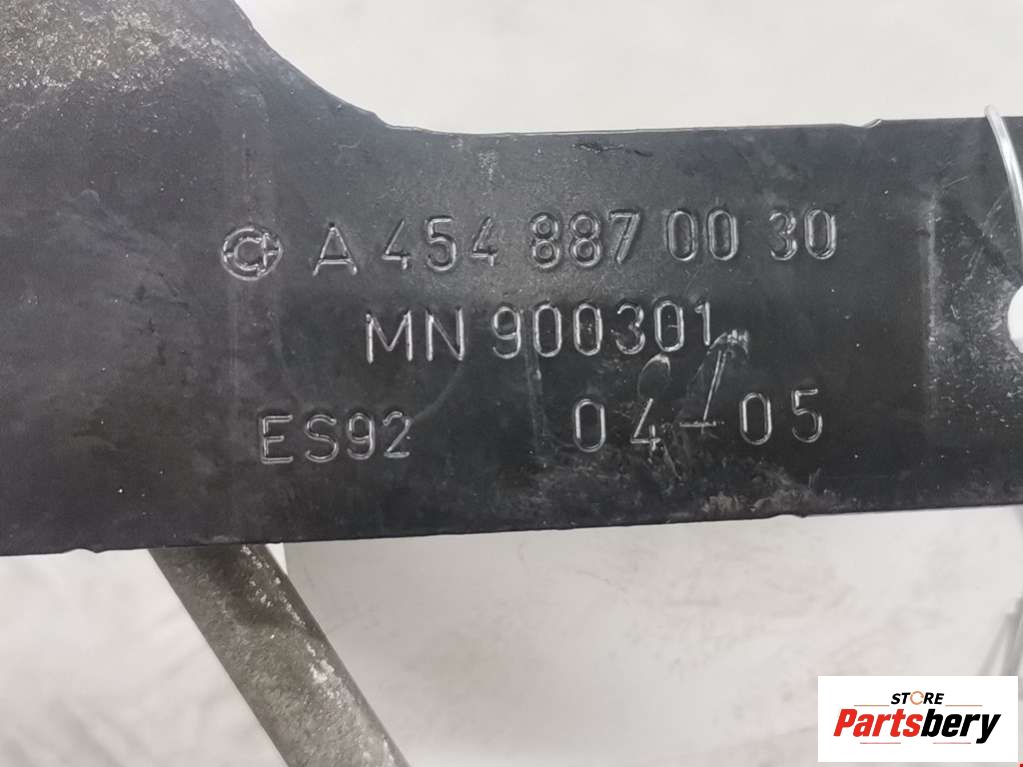 A 454 887 00 30
MN 900301
ES92 04-05
STORE
Partsbery